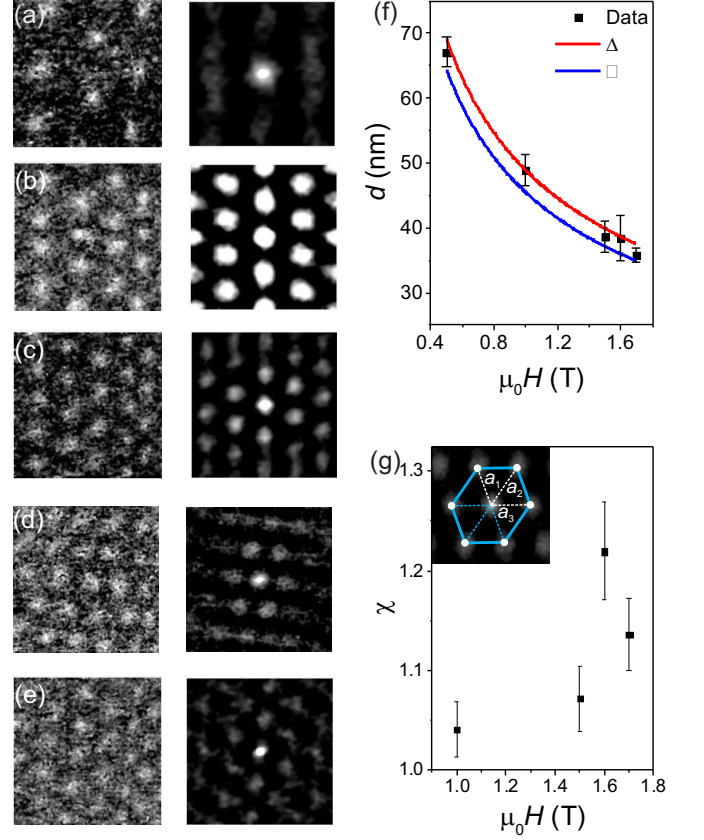 (a)
(b)
(c)
(d)
(e)
(f)
Data
Δ
□
70
60
50
40
30
d (nm)
0.4 0.8 1.2 1.6
μ₀H (T)
(g)
a₁
a₂
a₃
1.3
1.2
1.1
1.0
χ
1.0 1.2 1.4 1.6 1.8
μ₀H (T)